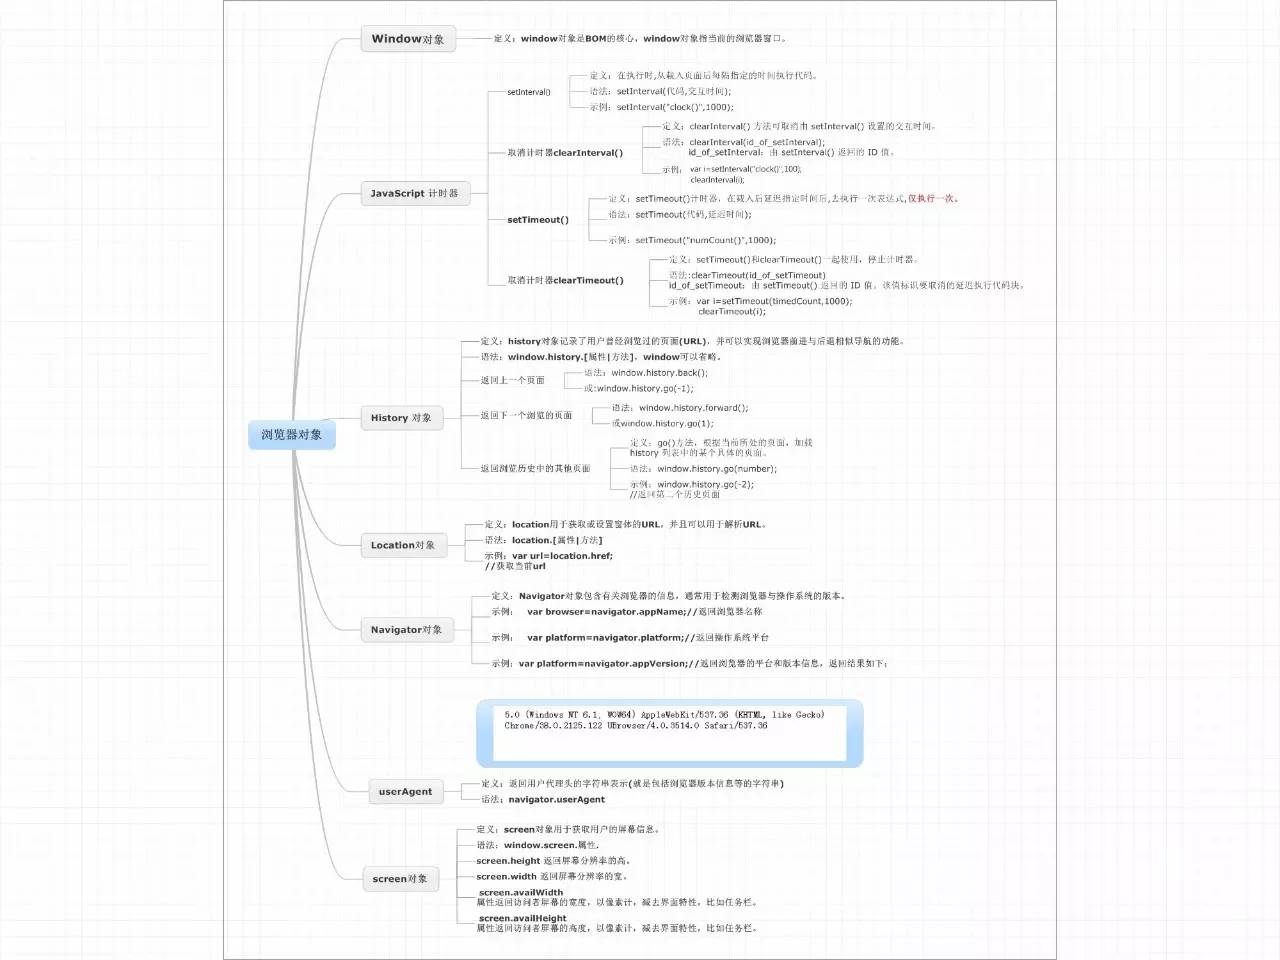 Window对象
定义：window对象是BOM的核心，window对象指当前的浏览器窗口。
JavaScript 计时器
setInterval()
定义：在执行时,从载入页面后每隔指定的时间执行代码。
语法：setInterval(代码,交互时间);
示例：setInterval("clock()",1000);
取消计时器clearInterval()
定义：clearInterval() 方法可取消由 setInterval() 设置的交互时间。
语法：clearInterval(id_of_setInterval);
id_of_setInterval：由 setInterval() 返回的 ID 值。
示例： var i=setInterval("clock()",100);
clearInterval(i);
setTimeout()
定义：setTimeout()计时器，在载入后延迟指定时间后,去执行一次表达式,仅执行一次。
语法：setTimeout(代码,延迟时间);
示例：setTimeout("numCount()",1000);
取消计时器clearTimeout()
定义：setTimeout()和clearTimeout()一起使用，停止计时器。
语法:clearTimeout(id_of_setTimeout)
id_of_setTimeout：由 setTimeout() 返回的 ID 值。该值标识要取消的延迟执行代码块。
示例：var i=setTimeout(timedCount,1000);
clearTimeout(i);
浏览器对象
History 对象
定义：history对象记录了用户曾经浏览过的页面(URL)，并可以实现浏览器前进与后退相似导航的功能。
语法：window.history.[属性|方法]，window可以省略。
返回上一个页面
语法：window.history.back();
或:window.history.go(-1);
返回下一个浏览的页面
语法：window.history.forward();
或window.history.go(1);
返回浏览历史中的其他页面
定义：go()方法，根据当前所处的页面，加载
history 列表中的某个具体的页面。
语法：window.history.go(number);
示例：window.history.go(-2);
//返回第二个历史页面
Location对象
定义：location用于获取或设置窗体的URL，并且可以用于解析URL。
语法：location.[属性|方法]
示例：var url=location.href;
//获取当前url
Navigator对象
定义：Navigator对象包含有关浏览器的信息，通常用于检测浏览器与操作系统的版本。
示例： var browser=navigator.appName;//返回浏览器名称
示例： var platform=navigator.platform;//返回操作系统平台
示例：var platform=navigator.appVersion;//返回浏览器的平台和版本信息，返回结果如下：
5.0 (Windows NT 6.1; WOW64) AppleWebKit/537.36 (KHTML, like Gecko)
Chrome/38.0.2125.122 UBrowser/4.0.3514.0 Safari/537.36
userAgent
定义：返回用户代理头的字符串表示(就是包括浏览器版本信息等的字符串)
语法：navigator.userAgent
screen对象
定义：screen对象用于获取用户的屏幕信息。
语法：window.screen.属性.
screen.height 返回屏幕分辨率的高。
screen.width 返回屏幕分辨率的宽。
screen.availWidth
属性返回访问者屏幕的宽度，以像素计，减去界面特性，比如任务栏。
screen.availHeight
属性返回访问者屏幕的高度，以像素计，减去界面特性，比如任务栏。